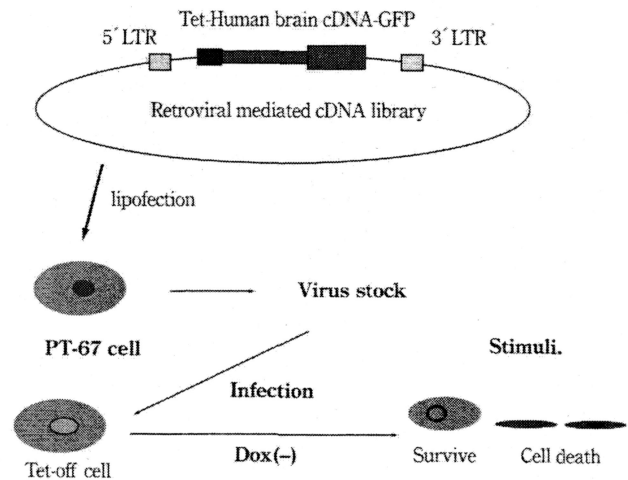 Tet-Human brain cDNA-GFP
5´LTR
3´LTR
Retroviral mediated cDNA library
lipofection
Virus stock
PT-67 cell
Stimuli.
Infection
Dox(–)
Tet-off cell
Survive
Cell death